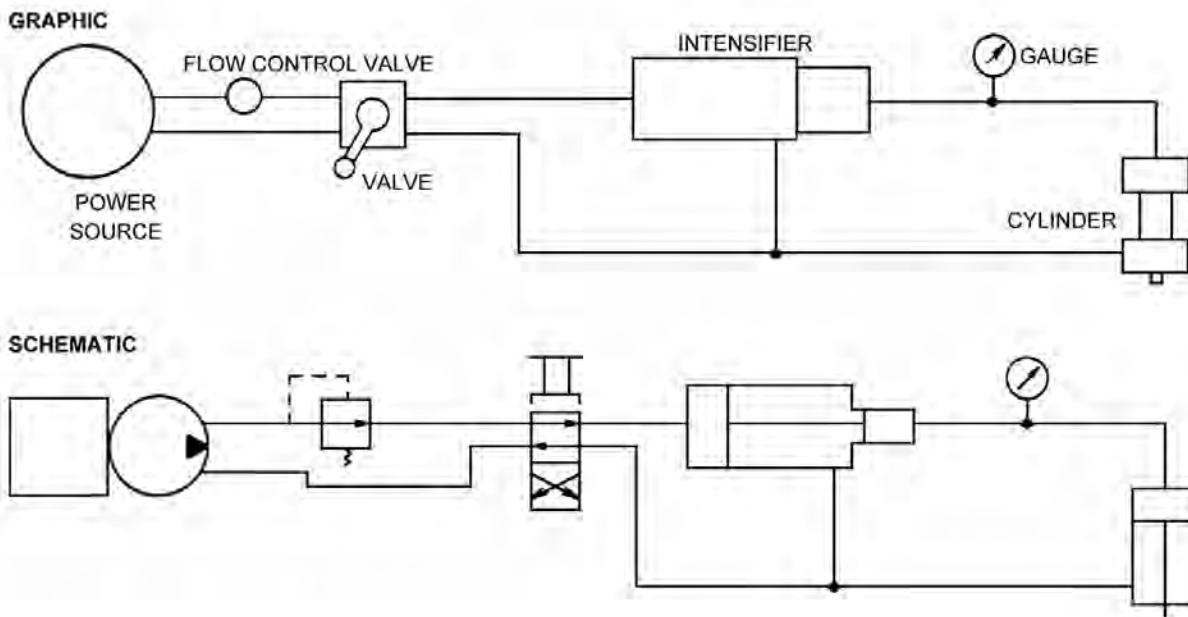 GRAPHIC
FLOW CONTROL VALVE
INTENSIFIER
GAUGE
VALVE
POWER
SOURCE
CYLINDER
SCHEMATIC